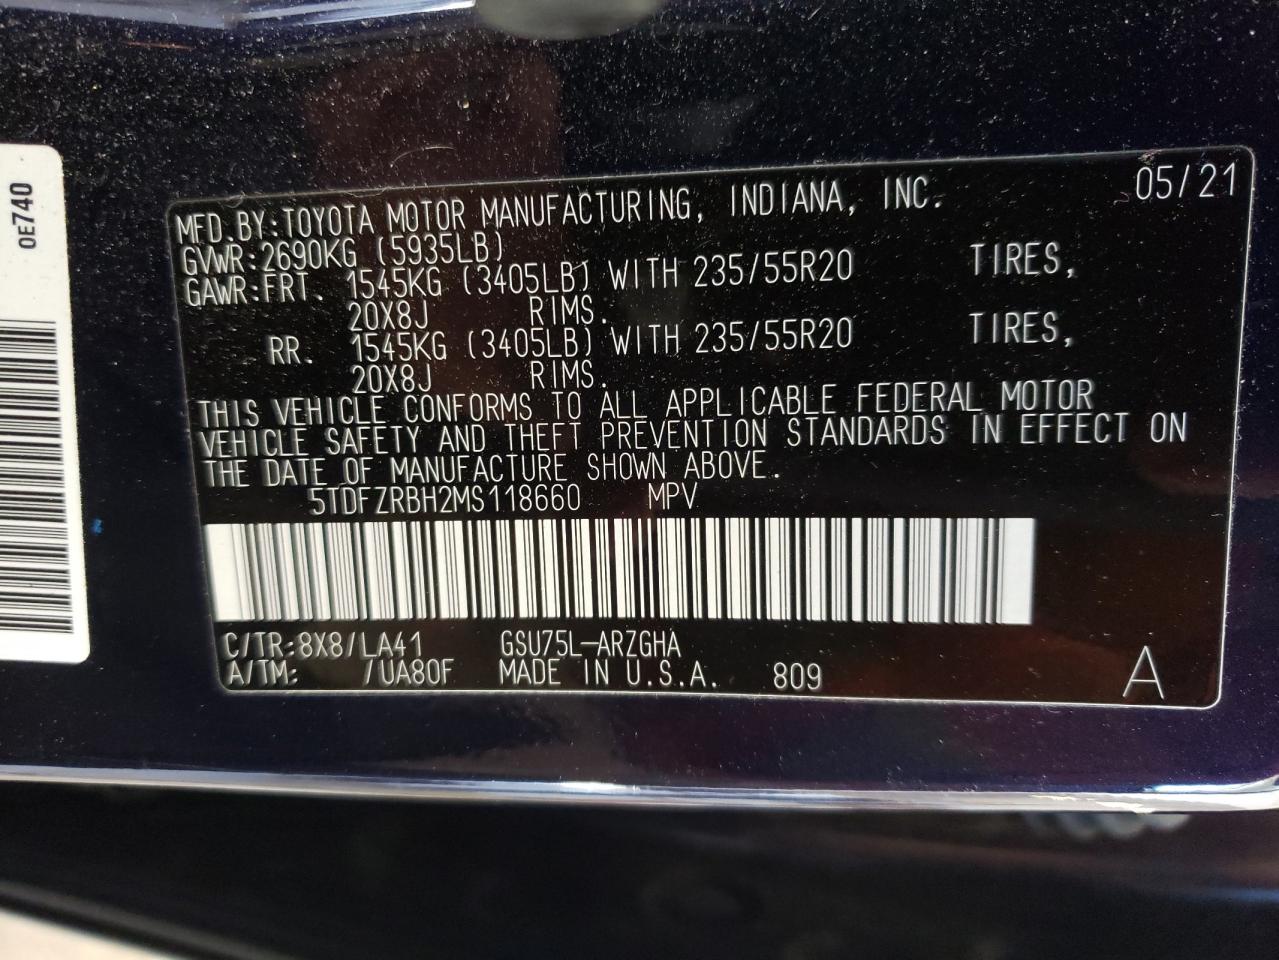 0E740
MFD.BY:TOYOTA MOTOR MANUFACTURING, INDIANA, INC. 05/21
GVWR:2690KG (5935LB)
GAWR:FRT. 1545KG (3405LB) WITH 235/55R20 TIRES,
20X8J RIMS.
RR. 1545KG (3405LB) WITH 235/55R20 TIRES,
20X8J RIMS.
THIS VEHICLE CONFORMS TO ALL APPLICABLE FEDERAL MOTOR
VEHICLE SAFETY AND THEFT PREVENTION STANDARDS IN EFFECT ON
THE DATE OF MANUFACTURE SHOWN ABOVE.
5TDFZRBH2MS118660 MPV
C/TR:8X8/LA41 GSU75L-ARZGHA
A/TM: /UA80F MADE IN U.S.A. 809 A